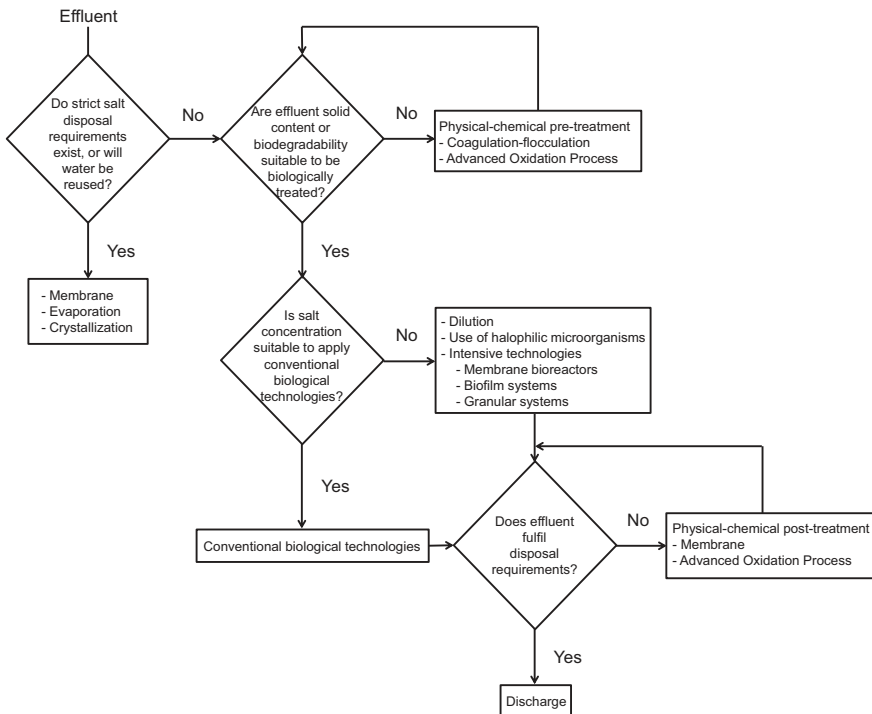 Effluent
Do strict salt
disposal
requirements
exist, or will
water be
reused?
No
Are effluent solid
content or
biodegradability
suitable to be
biologically
treated?
No
Physical-chemical pre-treatment
- Coagulation-flocculation
- Advanced Oxidation Process
Yes
- Membrane
- Evaporation
- Crystallization
Yes
Is salt
concentration
suitable to apply
conventional
biological
technologies?
No
- Dilution
- Use of halophilic microorganisms
- Intensive technologies
- Membrane bioreactors
- Biofilm systems
- Granular systems
Yes
Conventional biological technologies
Does effluent
fulfil
disposal
requirements?
No
Physical-chemical post-treatment
- Membrane
- Advanced Oxidation Process
Yes
Discharge